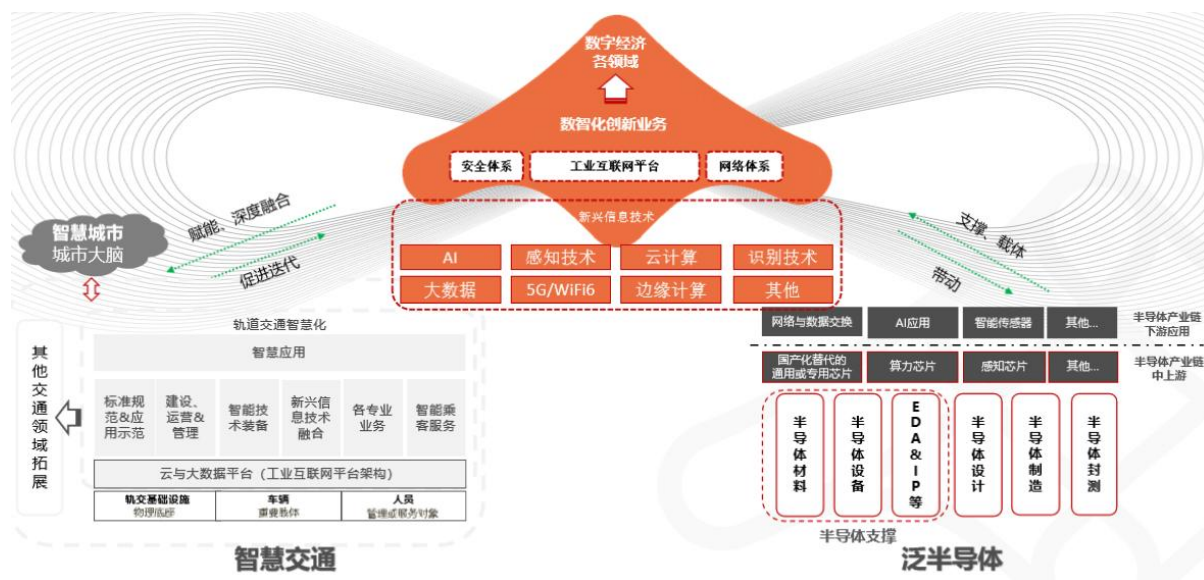 数字经济
各领域
数智化创新业务
安全体系
工业互联网平台
网络体系
新兴信息技术
AI
感知技术
云计算
识别技术
大数据
5G/WiFi6
边缘计算
其他
智慧城市
城市大脑
赋能、深度融合
促进迭代
支撑、载体
带动
轨道交通智慧化
智慧应用
标准规
范&应
用示范
建设、
运营&
管理
智能技
术装备
新兴信
息技术
融合
各专业
业务
智能乘
客服务
云与大数据平台（工业互联网平台架构）
轨交基础设施
物理底座
车辆
重要载体
人员
管理或服务对象
其他交通领域拓展
智慧交通
网络与数据交换
AI应用
智能传感器
其他...
半导体产业链
下游应用
国产化替代的
通用或专用芯片
算力芯片
感知芯片
其他...
半导体产业链
中上游
半导体材料
半导体设备
EDA&IP等
半导体设计
半导体制造
半导体封测
半导体支撑
泛半导体